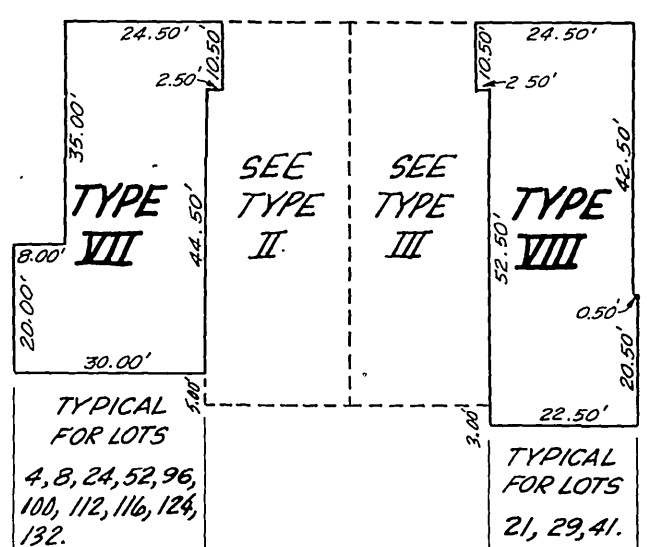 24.50'
10.50'
2.50'
35.00'
TYPE
VII
44.50'
8.00'
20.00'
30.00'
5.00'
TYPICAL
FOR LOTS
4, 8, 24, 52, 96,
100, 112, 116, 124,
132.
SEE
TYPE
II.
SEE
TYPE
III
24.50'
10.50'
2 50'
42.50'
TYPE
VIII
52.50'
0.50'
20.50'
22.50'
3.00'
TYPICAL
FOR LOTS
21, 29, 41.